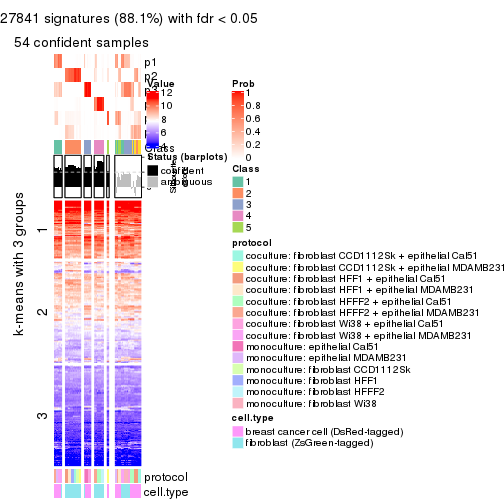 27841 signatures (88.1%) with fdr < 0.05
54 confident samples
p1
p2
Value
12
10
8
6
Class
Status (barplots)
confident
ambiguous
k-means with 3 groups
1
2
3
protocol
cell.type
Prob
1
0.8
0.6
0.4
0.2
0
Class
1
2
3
4
5
protocol
coculture: fibroblast CCD1112Sk + epithelial Cal51
coculture: fibroblast CCD1112Sk + epithelial MDAMB231
coculture: fibroblast HFF1 + epithelial Cal51
coculture: fibroblast HFF1 + epithelial MDAMB231
coculture: fibroblast HFFF2 + epithelial Cal51
coculture: fibroblast HFFF2 + epithelial MDAMB231
coculture: fibroblast Wi38 + epithelial Cal51
coculture: fibroblast Wi38 + epithelial MDAMB231
monoculture: epithelial Cal51
monoculture: epithelial MDAMB231
monoculture: fibroblast CCD1112Sk
monoculture: fibroblast HFF1
monoculture: fibroblast HFFF2
monoculture: fibroblast Wi38
cell.type
breast cancer cell (DsRed-tagged)
fibroblast (ZsGreen-tagged)